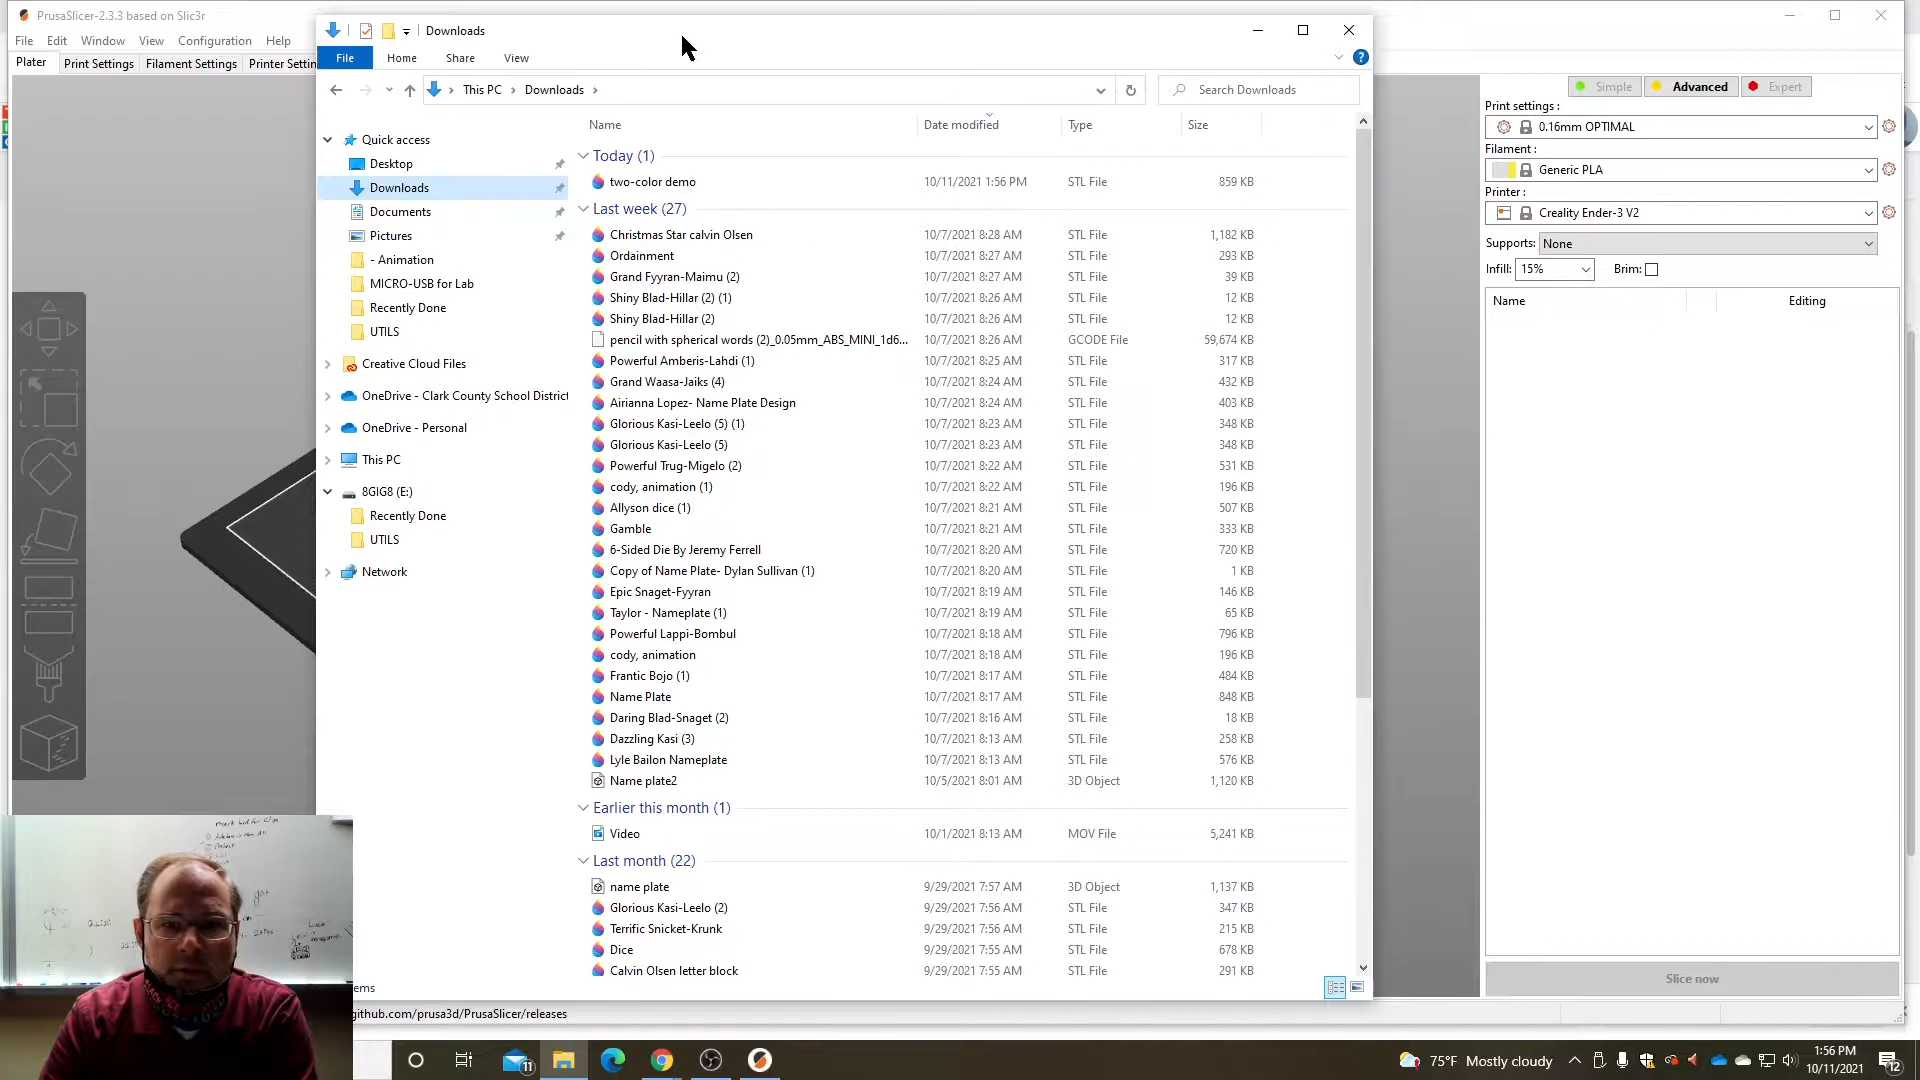 PrusaSlicer-2.3.3 based on Slic3r
File Edit Window View Configuration Help
Plater Print Settings Filament Settings Printer Settin
Downloads
File Home Share View
This PC Downloads
Search Downloads
Name Date modified Type Size
Quick access
Desktop
Downloads
Documents
Pictures
- Animation
MICRO-USB for Lab
Recently Done
UTILS
Creative Cloud Files
OneDrive - Clark County School District
OneDrive - Personal
This PC
8GIG8 (E:)
Recently Done
UTILS
Network
Today (1)
two-color demo 10/11/2021 1:56 PM STL File 859 KB
Last week (27)
Christmas Star calvin Olsen 10/7/2021 8:28 AM STL File 1,182 KB
Ordainment 10/7/2021 8:27 AM STL File 293 KB
Grand Fyyran-Maimu (2) 10/7/2021 8:27 AM STL File 39 KB
Shiny Blad-Hillar (2) (1) 10/7/2021 8:26 AM STL File 12 KB
Shiny Blad-Hillar (2) 10/7/2021 8:26 AM STL File 12 KB
pencil with spherical words (2)_0.05mm_ABS_MINI_1d6... 10/7/2021 8:26 AM GCODE File 59,674 KB
Powerful Amberis-Lahdi (1) 10/7/2021 8:25 AM STL File 317 KB
Grand Waasa-Jaiks (4) 10/7/2021 8:24 AM STL File 432 KB
Airianna Lopez- Name Plate Design 10/7/2021 8:24 AM STL File 403 KB
Glorious Kasi-Leelo (5) (1) 10/7/2021 8:23 AM STL File 348 KB
Glorious Kasi-Leelo (5) 10/7/2021 8:23 AM STL File 348 KB
Powerful Trug-Migelo (2) 10/7/2021 8:22 AM STL File 531 KB
cody, animation (1) 10/7/2021 8:22 AM STL File 196 KB
Allyson dice (1) 10/7/2021 8:21 AM STL File 507 KB
Gamble 10/7/2021 8:21 AM STL File 333 KB
6-Sided Die By Jeremy Ferrell 10/7/2021 8:20 AM STL File 720 KB
Copy of Name Plate- Dylan Sullivan (1) 10/7/2021 8:20 AM STL File 1 KB
Epic Snaget-Fyyran 10/7/2021 8:19 AM STL File 146 KB
Taylor - Nameplate (1) 10/7/2021 8:19 AM STL File 65 KB
Powerful Lappi-Bombul 10/7/2021 8:18 AM STL File 796 KB
cody, animation 10/7/2021 8:18 AM STL File 196 KB
Frantic Bojo (1) 10/7/2021 8:17 AM STL File 484 KB
Name Plate 10/7/2021 8:17 AM STL File 848 KB
Daring Blad-Snaget (2) 10/7/2021 8:16 AM STL File 18 KB
Dazzling Kasi (3) 10/7/2021 8:13 AM STL File 258 KB
Lyle Bailon Nameplate 10/7/2021 8:13 AM STL File 576 KB
Name plate2 10/5/2021 8:01 AM 3D Object 1,120 KB
Earlier this month (1)
Video 10/1/2021 8:13 AM MOV File 5,241 KB
Last month (22)
name plate 9/29/2021 7:57 AM 3D Object 1,137 KB
Glorious Kasi-Leelo (2) 9/29/2021 7:56 AM STL File 347 KB
Terrific Snicket-Krunk 9/29/2021 7:56 AM STL File 215 KB
Dice 9/29/2021 7:55 AM STL File 678 KB
Calvin Olsen letter block 9/29/2021 7:55 AM STL File 291 KB
ems
Simple Advanced Expert
Print settings :
0.16mm OPTIMAL
Filament :
Generic PLA
Printer :
Creality Ender-3 V2
Supports: None
Infill: 15% Brim:
Name Editing
Slice now
github.com/prusa3d/PrusaSlicer/releases
11
75°F Mostly cloudy
1:56 PM
10/11/2021
12